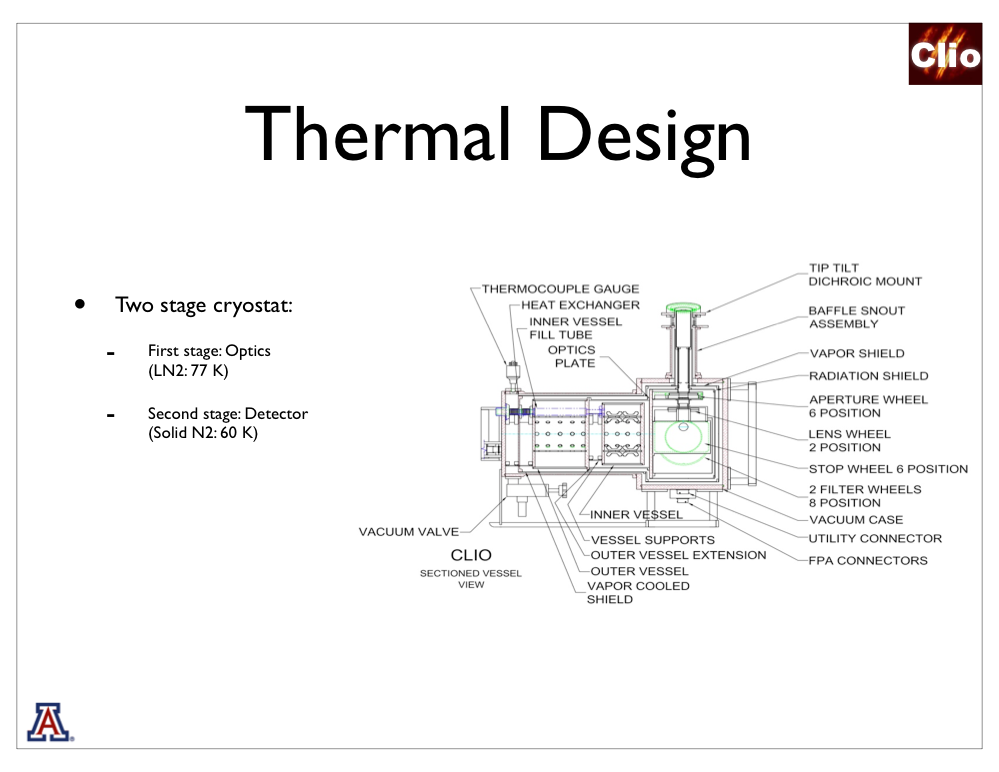 Clio
Thermal Design
• Two stage cryostat:
- First stage: Optics
(LN2: 77 K)
- Second stage: Detector
(Solid N2: 60 K)
THERMOCOUPLE GAUGE
HEAT EXCHANGER
INNER VESSEL
FILL TUBE
OPTICS
PLATE
TIP TILT
DICHROIC MOUNT
BAFFLE SNOUT
ASSEMBLY
VAPOR SHIELD
RADIATION SHIELD
APERTURE WHEEL
6 POSITION
LENS WHEEL
2 POSITION
STOP WHEEL 6 POSITION
2 FILTER WHEELS
8 POSITION
VACUUM CASE
UTILITY CONNECTOR
FPA CONNECTORS
INNER VESSEL
VACUUM VALVE
VESSEL SUPPORTS
OUTER VESSEL EXTENSION
OUTER VESSEL
VAPOR COOLED
SHIELD
CLIO
SECTIONED VESSEL
VIEW
A